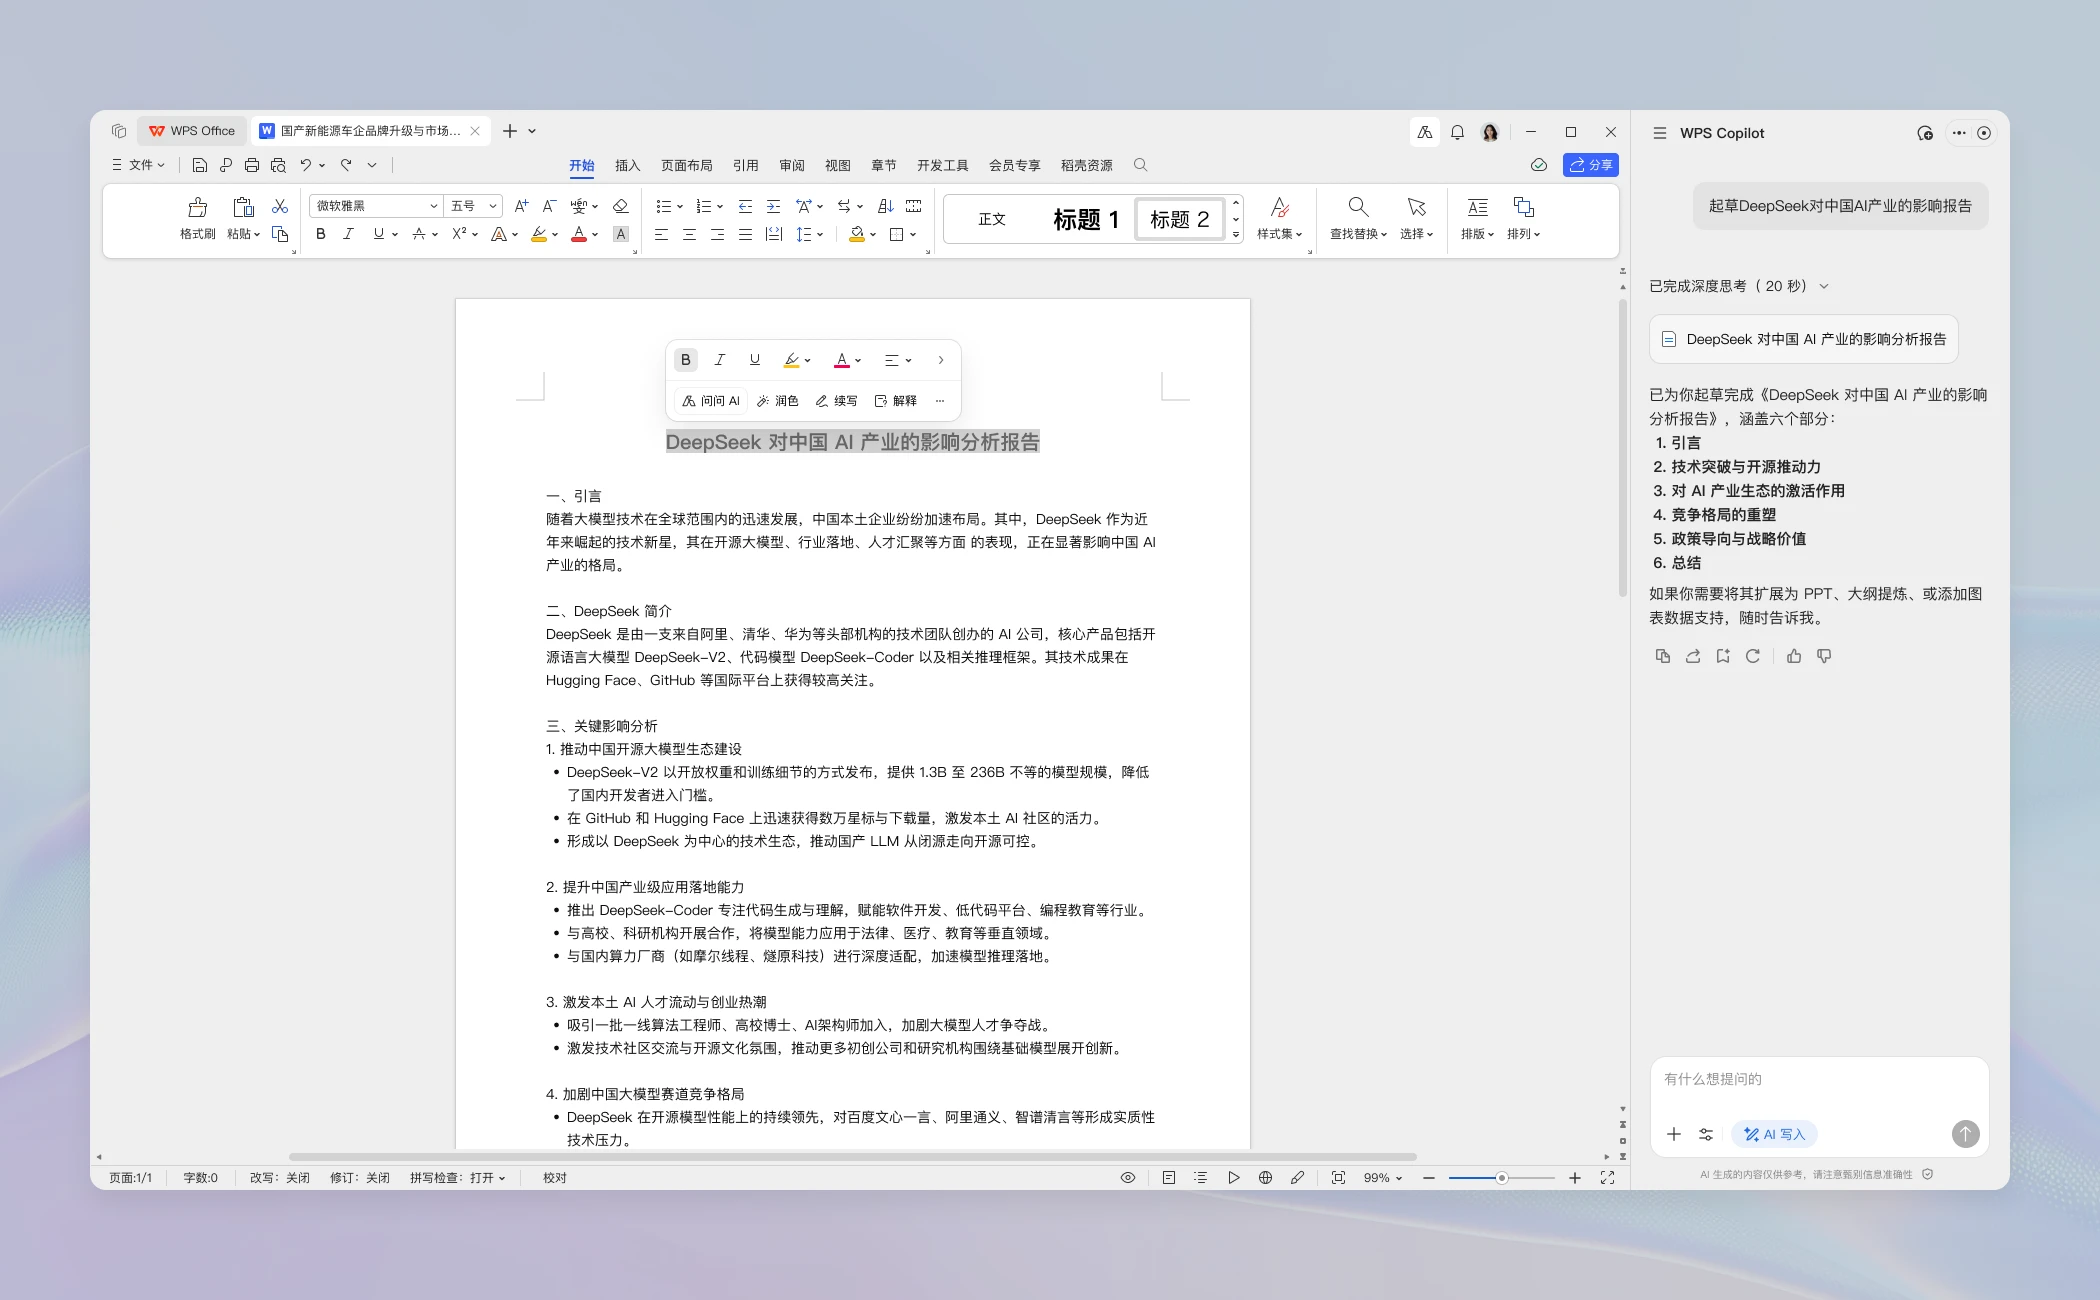 WPS Office
国产新能源车企品牌升级与市场...
文件
开始 插入 页面布局 引用 审阅 视图 章节 开发工具 会员专享 稻壳资源
分享
格式刷
粘贴
微软雅黑
五号
正文
标题 1
标题 2
样式集
查找替换
选择
排版
排列
问问 AI 润色 续写 解释
DeepSeek 对中国 AI 产业的影响分析报告
一、引言
随着大模型技术在全球范围内的迅速发展，中国本土企业纷纷加速布局。其中，DeepSeek 作为近
年来崛起的技术新星，其在开源大模型、行业落地、人才汇聚等方面 的表现，正在显著影响中国 AI
产业的格局。
二、DeepSeek 简介
DeepSeek 是由一支来自阿里、清华、华为等头部机构的技术团队创办的 AI 公司，核心产品包括开
源语言大模型 DeepSeek-V2、代码模型 DeepSeek-Coder 以及相关推理框架。其技术成果在
Hugging Face、GitHub 等国际平台上获得较高关注。
三、关键影响分析
1. 推动中国开源大模型生态建设
• DeepSeek-V2 以开放权重和训练细节的方式发布，提供 1.3B 至 236B 不等的模型规模，降低
了国内开发者进入门槛。
• 在 GitHub 和 Hugging Face 上迅速获得数万星标与下载量，激发本土 AI 社区的活力。
• 形成以 DeepSeek 为中心的技术生态，推动国产 LLM 从闭源走向开源可控。
2. 提升中国产业级应用落地能力
• 推出 DeepSeek-Coder 专注代码生成与理解，赋能软件开发、低代码平台、编程教育等行业。
• 与高校、科研机构开展合作，将模型能力应用于法律、医疗、教育等垂直领域。
• 与国内算力厂商（如摩尔线程、燧原科技）进行深度适配，加速模型推理落地。
3. 激发本土 AI 人才流动与创业热潮
• 吸引一批一线算法工程师、高校博士、AI架构师加入，加剧大模型人才争夺战。
• 激发技术社区交流与开源文化氛围，推动更多初创公司和研究机构围绕基础模型展开创新。
4. 加剧中国大模型赛道竞争格局
• DeepSeek 在开源模型性能上的持续领先，对百度文心一言、阿里通义、智谱清言等形成实质性
技术压力。
页面:1/1 字数:0 改写：关闭 修订：关闭 拼写检查：打开 校对
99%
WPS Copilot
起草DeepSeek对中国AI产业的影响报告
已完成深度思考（ 20 秒）
DeepSeek 对中国 AI 产业的影响分析报告
已为你起草完成《DeepSeek 对中国 AI 产业的影响
分析报告》，涵盖六个部分：
1. 引言
2. 技术突破与开源推动力
3. 对 AI 产业生态的激活作用
4. 竞争格局的重塑
5. 政策导向与战略价值
6. 总结
如果你需要将其扩展为 PPT、大纲提炼、或添加图
表数据支持，随时告诉我。
有什么想提问的
AI 写入
AI 生成的内容仅供参考，请注意甄别信息准确性